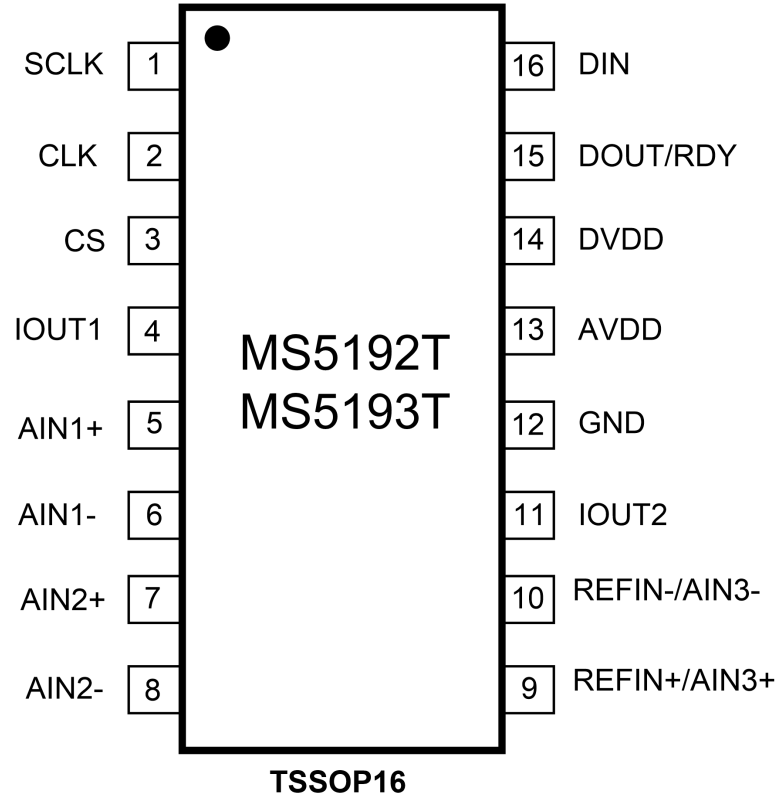 SCLK 1 16 DIN
CLK 2 15 DOUT/RDY
CS 3 14 DVDD
IOUT1 4 13 AVDD
MS5192T
MS5193T
AIN1+ 5 12 GND
AIN1- 6 11 IOUT2
AIN2+ 7 10 REFIN-/AIN3-
AIN2- 8 9 REFIN+/AIN3+
TSSOP16